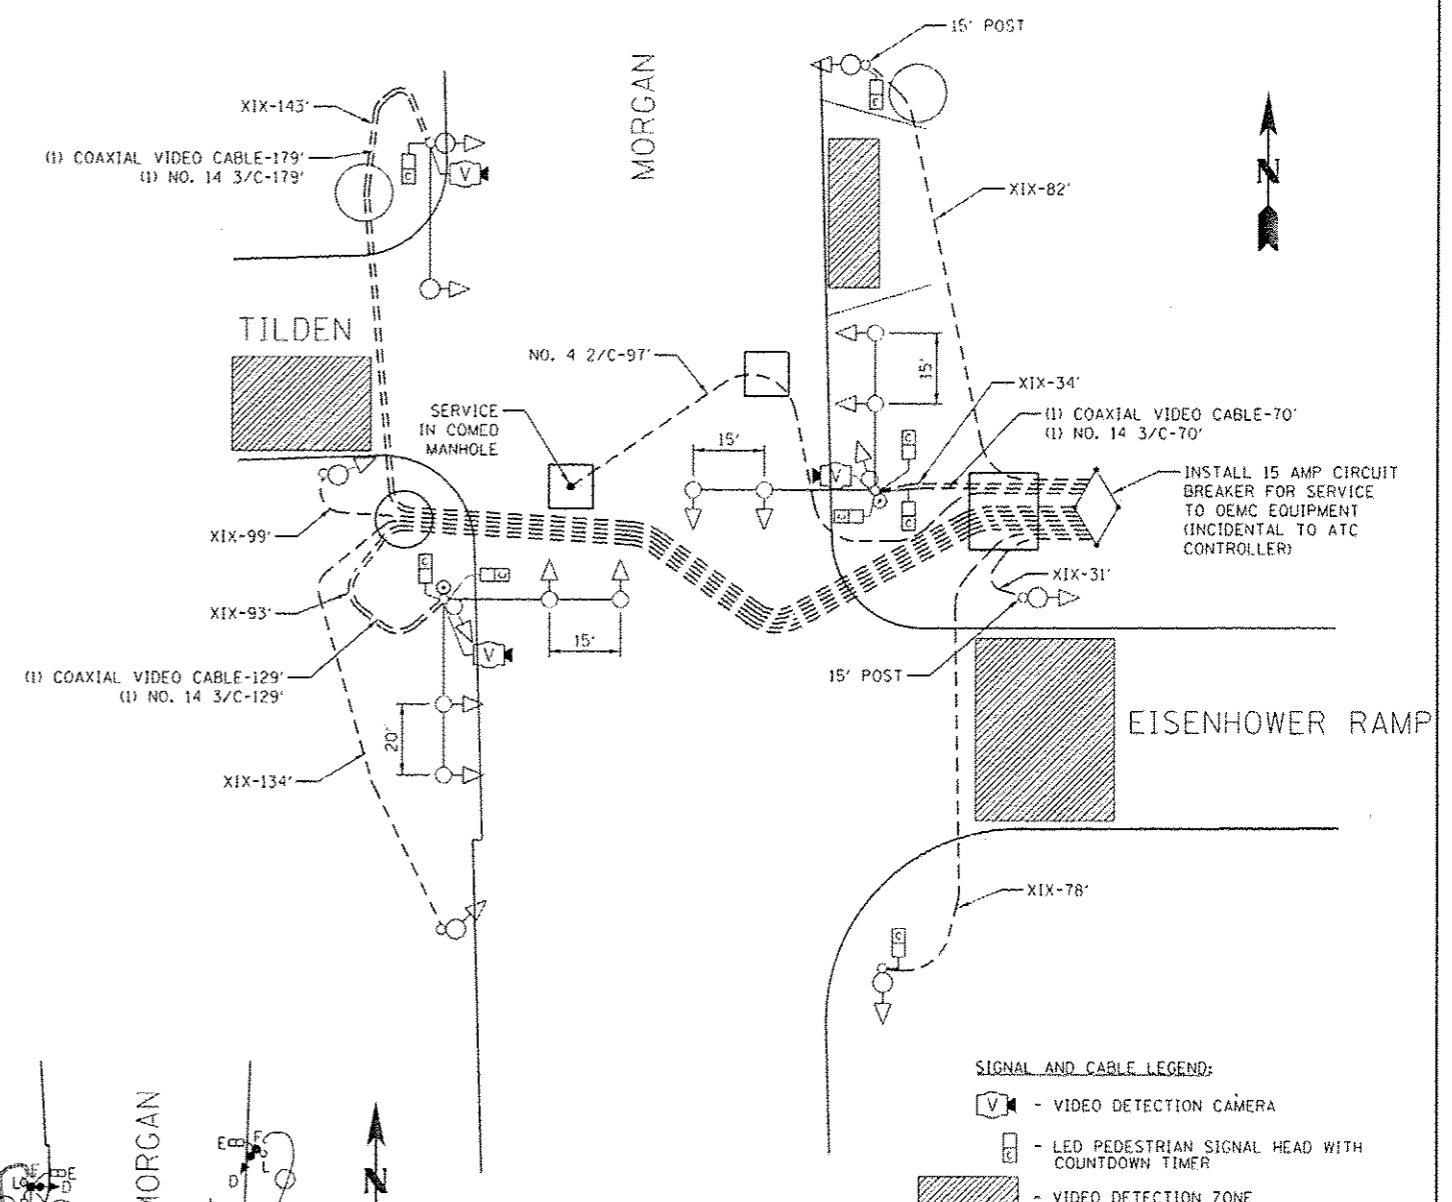 15' POST
MORGAN
XIX-143'
(1) COAXIAL VIDEO CABLE-179'
(1) NO. 14 3/C-179'
C
V
E
XIX-82'
N
TILDEN
NO. 4 2/C-97'
15'
XIX-34'
(1) COAXIAL VIDEO CABLE-70'
(1) NO. 14 3/C-70'
SERVICE
IN COMED
MANHOLE
15'
V
C
C
INSTALL 15 AMP CIRCUIT
BREAKER FOR SERVICE
TO OEMC EQUIPMENT
(INCIDENTAL TO ATC
CONTROLLER)
XIX-99'
C
XIX-31'
XIX-93'
15'
V
15' POST
(1) COAXIAL VIDEO CABLE-129'
(1) NO. 14 3/C-129'
20'
EISENHOWER RAMP
XIX-134'
XIX-78'
C
SIGNAL AND CABLE LEGEND:
V - VIDEO DETECTION CAMERA
C - LED PEDESTRIAN SIGNAL HEAD WITH
COUNTDOWN TIMER
- VIDEO DETECTION ZONE
MORGAN
E F
L
D
N
L F E
D